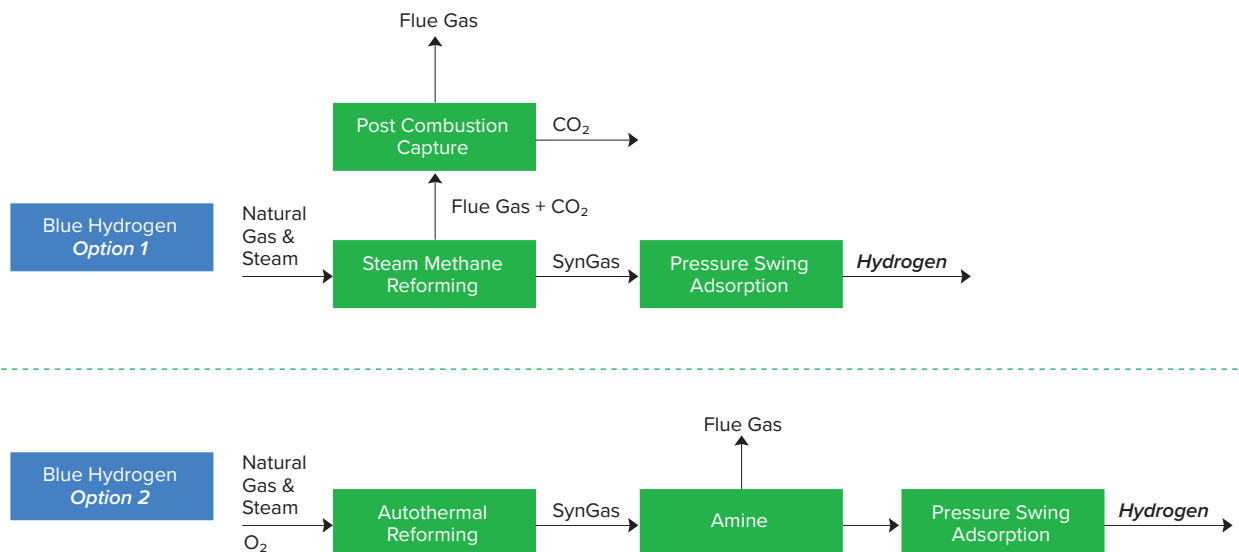 Flue Gas
Post Combustion
Capture
CO₂
Flue Gas + CO₂
Blue Hydrogen
Option 1
Natural
Gas &
Steam
Steam Methane
Reforming
SynGas
Pressure Swing
Adsorption
Hydrogen
Flue Gas
Blue Hydrogen
Option 2
Natural
Gas &
Steam
O₂
Autothermal
Reforming
SynGas
Amine
Pressure Swing
Adsorption
Hydrogen